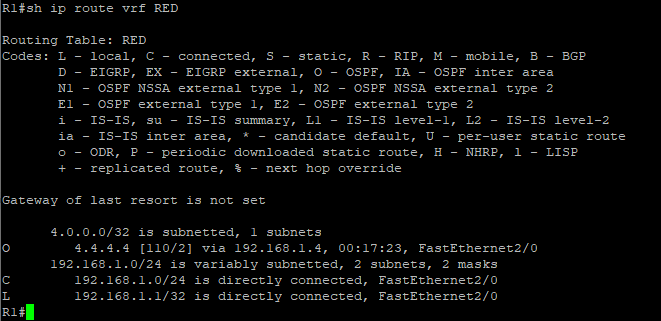 R1#sh ip route vrf RED
Routing Table: RED
Codes: L - local, C - connected, S - static, R - RIP, M - mobile, B - BGP
D - EIGRP, EX - EIGRP external, O - OSPF, IA - OSPF inter area
N1 - OSPF NSSA external type 1, N2 - OSPF NSSA external type 2
E1 - OSPF external type 1, E2 - OSPF external type 2
i - IS-IS, su - IS-IS summary, L1 - IS-IS level-1, L2 - IS-IS level-2
ia - IS-IS inter area, * - candidate default, U - per-user static route
o - ODR, P - periodic downloaded static route, H - NHRP, l - LISP
+ - replicated route, % - next hop override
Gateway of last resort is not set
4.0.0.0/32 is subnetted, 1 subnets
O 4.4.4.4 [110/2] via 192.168.1.4, 00:17:23, FastEthernet2/0
192.168.1.0/24 is variably subnetted, 2 subnets, 2 masks
C 192.168.1.0/24 is directly connected, FastEthernet2/0
L 192.168.1.1/32 is directly connected, FastEthernet2/0
R1#